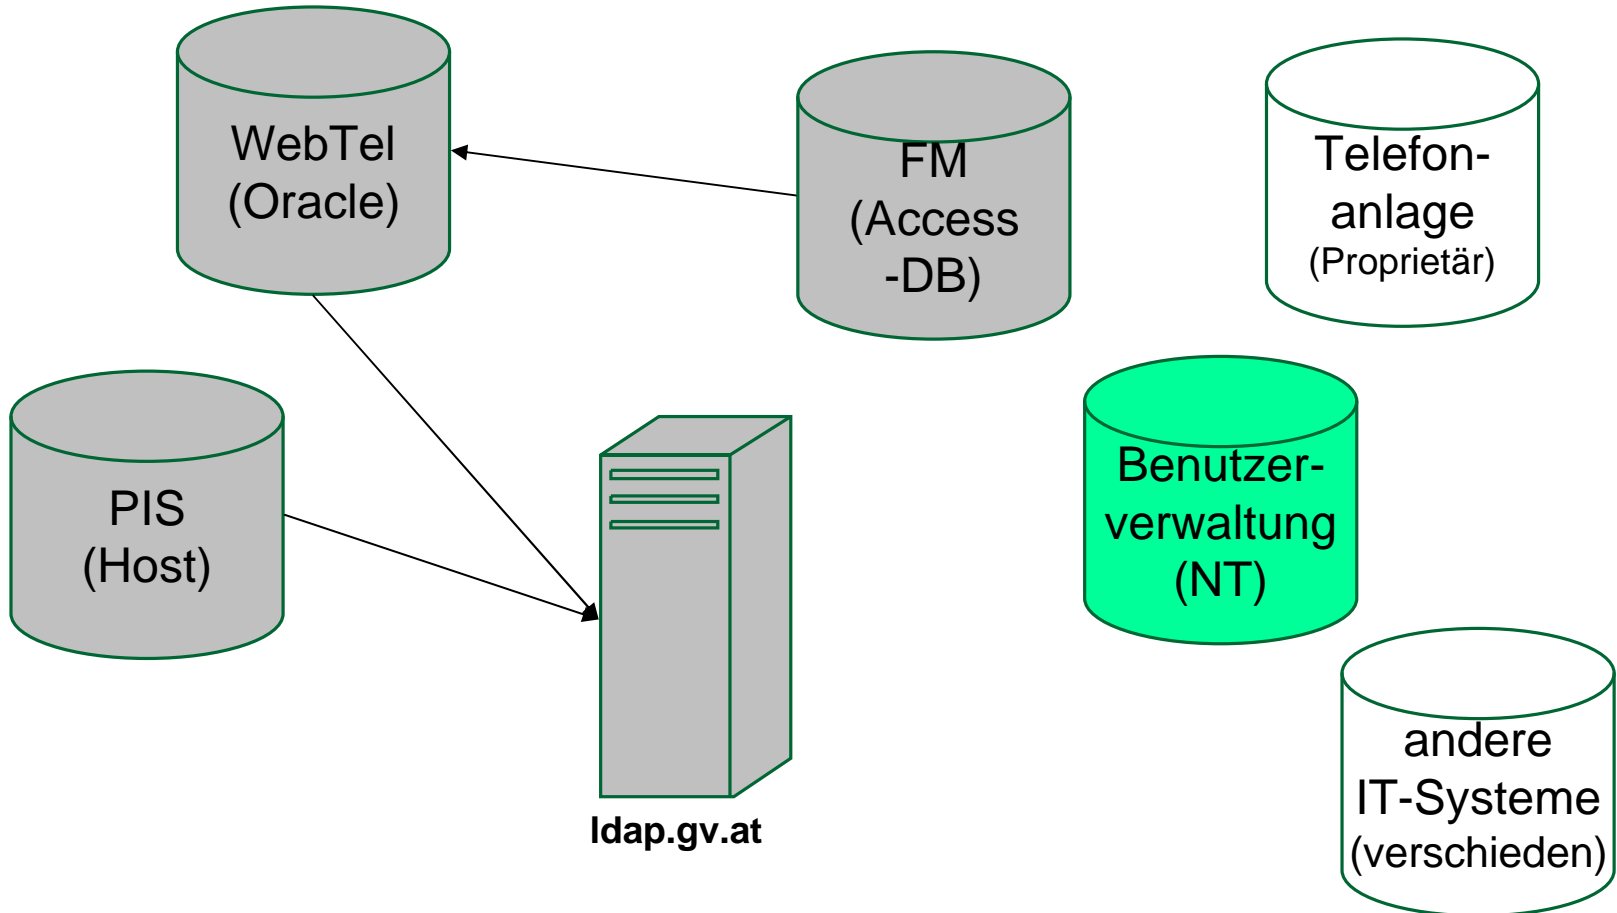 WebTel
(Oracle)
FM
(Access
-DB)
Telefon-
anlage
(Proprietär)
PIS
(Host)
Benutzer-
verwaltung
(NT)
ldap.gv.at
andere
IT-Systeme
(verschieden)